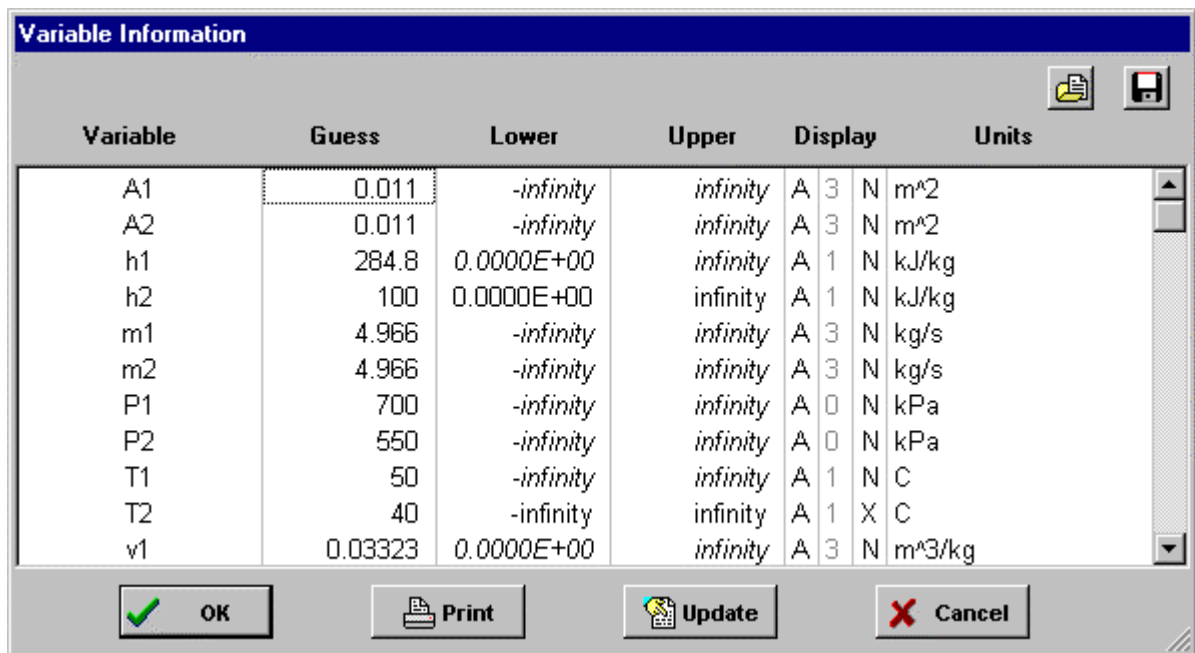 Variable Information
Variable Guess Lower Upper Display Units
A1 0.011 -infinity infinity A 3 N m^2
A2 0.011 -infinity infinity A 3 N m^2
h1 284.8 0.0000E+00 infinity A 1 N kJ/kg
h2 100 0.0000E+00 infinity A 1 N kJ/kg
m1 4.966 -infinity infinity A 3 N kg/s
m2 4.966 -infinity infinity A 3 N kg/s
P1 700 -infinity infinity A 0 N kPa
P2 550 -infinity infinity A 0 N kPa
T1 50 -infinity infinity A 1 N C
T2 40 -infinity infinity A 1 X C
v1 0.03323 0.0000E+00 infinity A 3 N m^3/kg
OK Print Update Cancel